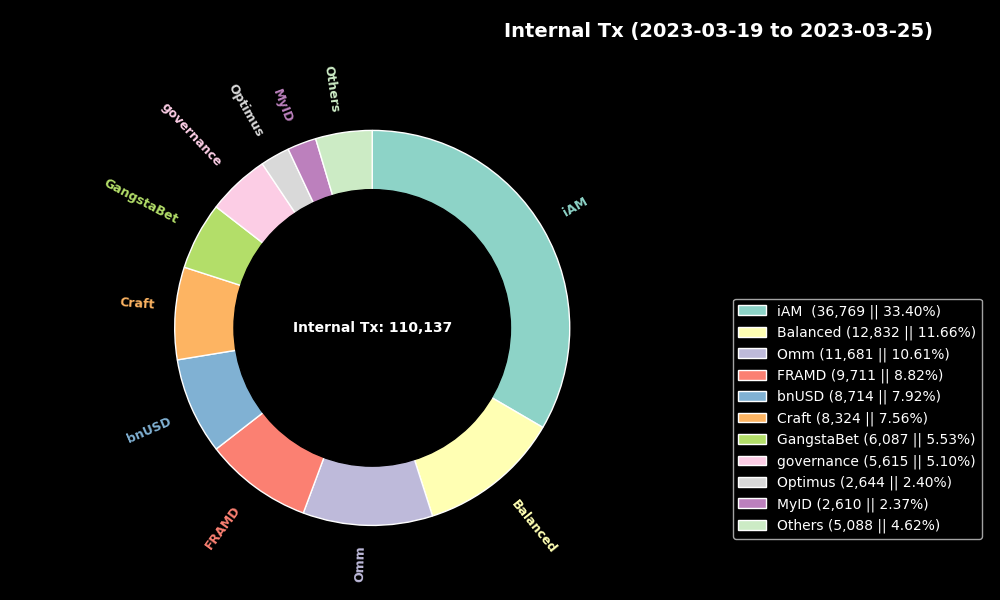 Internal Tx (2023-03-19 to 2023-03-25)
Others
MyID
Optimus
governance
GangstaBet
Craft
bnUSD
FRAMD
Omm
Balanced
iAM
Internal Tx: 110,137
iAM  (36,769 || 33.40%)
Balanced (12,832 || 11.66%)
Omm (11,681 || 10.61%)
FRAMD (9,711 || 8.82%)
bnUSD (8,714 || 7.92%)
Craft (8,324 || 7.56%)
GangstaBet (6,087 || 5.53%)
governance (5,615 || 5.10%)
Optimus (2,644 || 2.40%)
MyID (2,610 || 2.37%)
Others (5,088 || 4.62%)